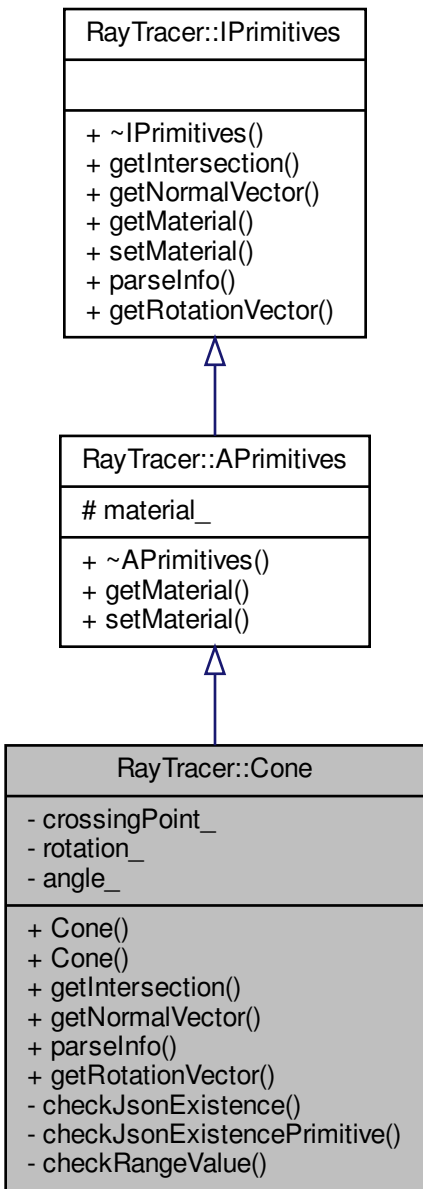 RayTracer::IPrimitives
+ ~IPrimitives()
+ getIntersection()
+ getNormalVector()
+ getMaterial()
+ setMaterial()
+ parseInfo()
+ getRotationVector()
RayTracer::APrimitives
# material_
+ ~APrimitives()
+ getMaterial()
+ setMaterial()
RayTracer::Cone
- crossingPoint_
- rotation_
- angle_
+ Cone()
+ Cone()
+ getIntersection()
+ getNormalVector()
+ parseInfo()
+ getRotationVector()
- checkJsonExistence()
- checkJsonExistencePrimitive()
- checkRangeValue()